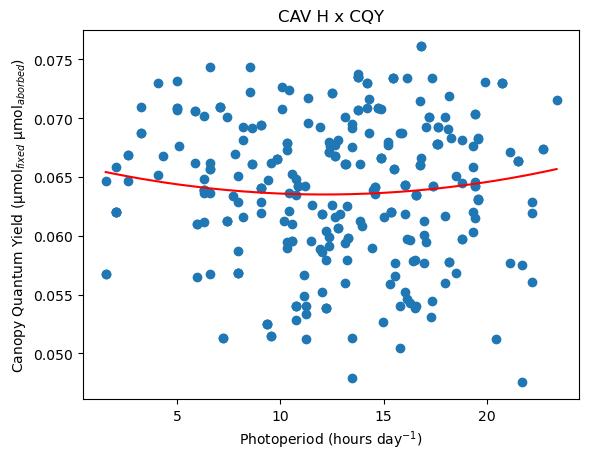 CAV H x CQY
0.075
0.070
0.065
0.060
0.055
0.050
Canopy Quantum Yield (µmol_fixed µmol_aborbed)
5 10 15 20
Photoperiod (hours day⁻¹)